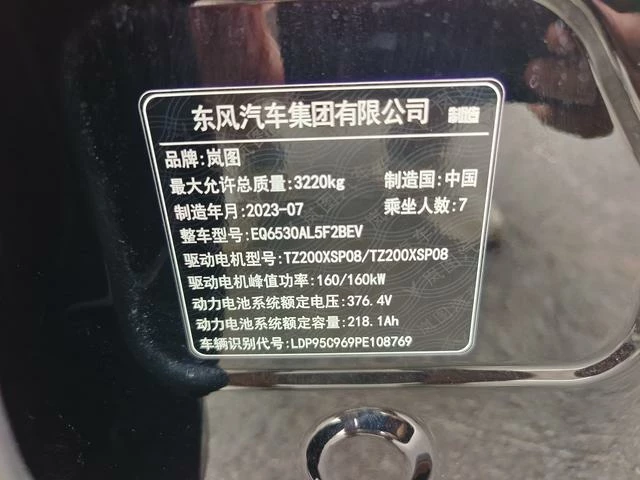 东风汽车集团有限公司 制造
品牌:岚图
最大允许总质量:3220kg 制造国:中国
制造年月:2023-07 乘坐人数:7
整车型号:EQ6530AL5F2BEV
驱动电机型号:TZ200XSP08/TZ200XSP08
驱动电机峰值功率:160/160kW
动力电池系统额定电压:376.4V
动力电池系统额定容量:218.1Ah
车辆识别代号:LDP95C969PE108769